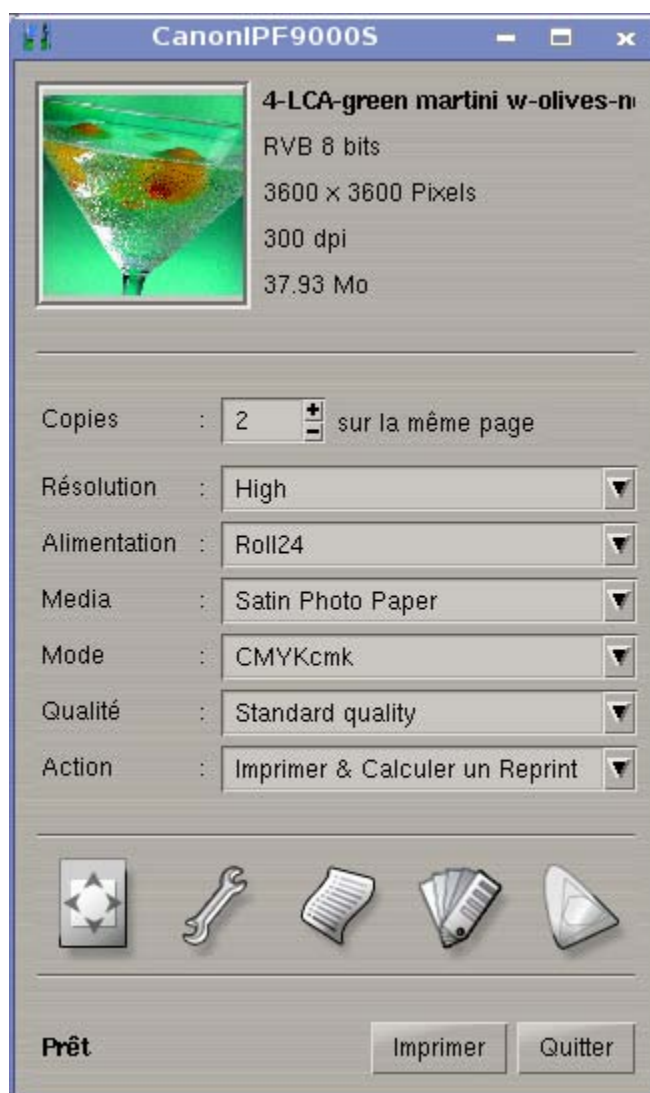 CanonIPF9000S
4-LCA-green martini w-olives-n
RVB 8 bits
3600 x 3600 Pixels
300 dpi
37.93 Mo
Copies : 2 sur la même page
Résolution : High
Alimentation : Roll24
Media : Satin Photo Paper
Mode : CMYKcmk
Qualité : Standard quality
Action : Imprimer & Calculer un Reprint
Prêt Imprimer Quitter